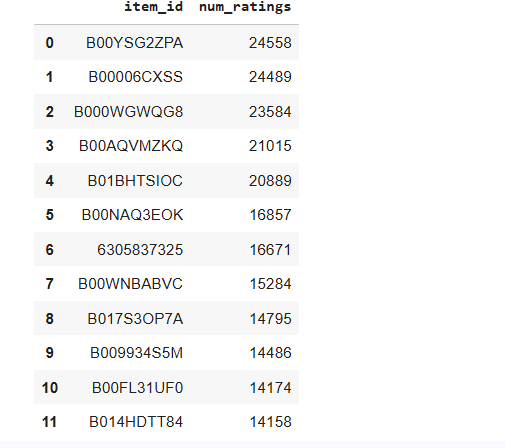 item_id num_ratings
0 B00YSG2ZPA 24558
1 B00006CXSS 24489
2 B000WGWQG8 23584
3 B00AQVMZKQ 21015
4 B01BHTSIOC 20889
5 B00NAQ3EOK 16857
6 6305837325 16671
7 B00WNBABVC 15284
8 B017S3OP7A 14795
9 B009934S5M 14486
10 B00FL31UF0 14174
11 B014HDTT84 14158